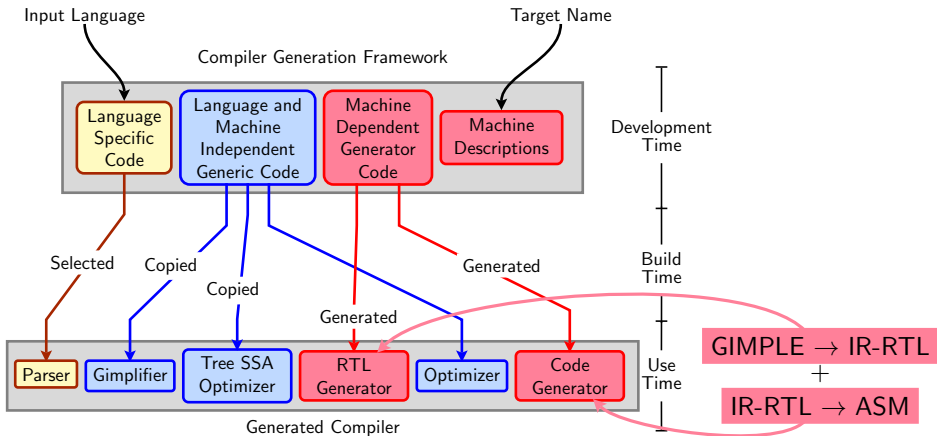 Input Language
Target Name
Compiler Generation Framework
Language
Specific
Code
Language and
Machine
Independent
Generic Code
Machine
Dependent
Generator
Code
Machine
Descriptions
Development
Time
Selected
Copied
Copied
Generated
Generated
Build
Time
Parser
Gimplifier
Tree SSA
Optimizer
RTL
Generator
Optimizer
Code
Generator
Use
Time
GIMPLE → IR-RTL
+
IR-RTL → ASM
Generated Compiler